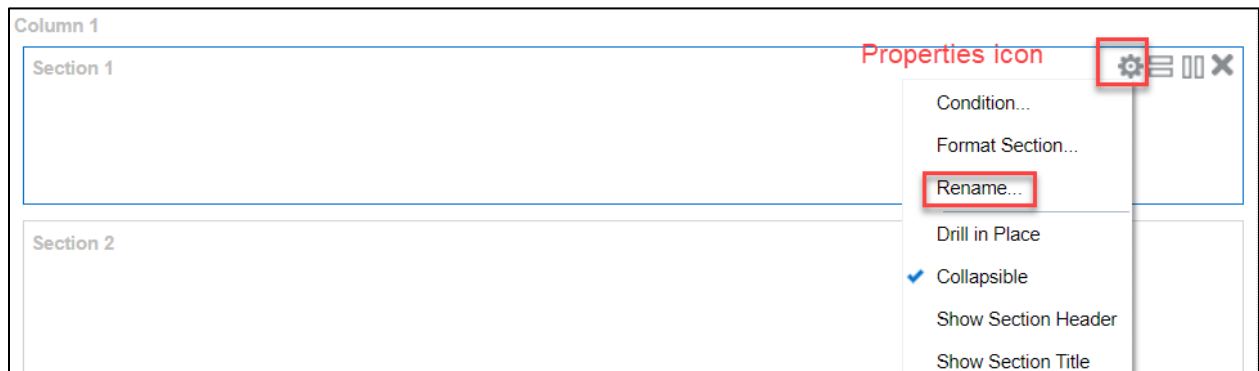 Column 1
Section 1
Properties icon
Condition...
Format Section...
Rename...
Drill in Place
Collapsible
Show Section Header
Show Section Title
Section 2